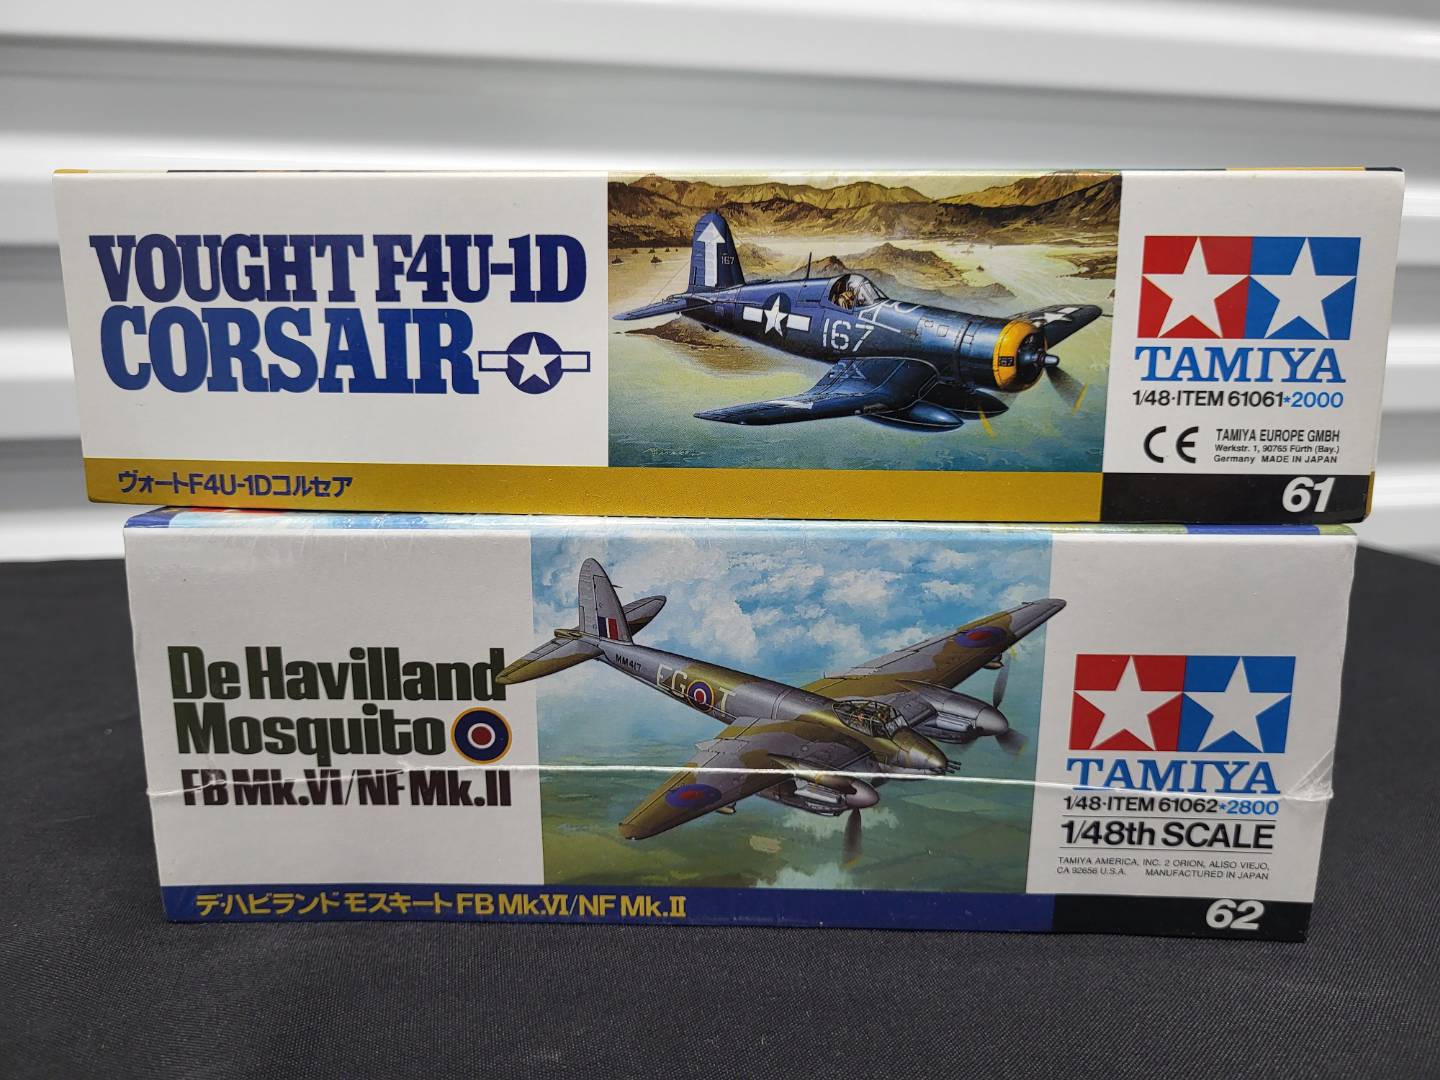 VOUGHT F4U-1D
CORSAIR
ヴォートF4U-1Dコルセア
167
167
TAMIYA
1/48·ITEM 61061★2000
CE
TAMIYA EUROPE GMBH
Werkstr. 1, 90765 Fürth (Bay.)
Germany MADE IN JAPAN
61
De Havilland
Mosquito
FB Mk.VI/NF Mk.II
デ・ハビランド モスキート FB Mk.VI/NF Mk.II
MM417
EG T
TAMIYA
1/48·ITEM 61062★2800
1/48th SCALE
TAMIYA AMERICA, INC. 2 ORION, ALISO VIEJO,
CA 92656 U.S.A. MANUFACTURED IN JAPAN
62